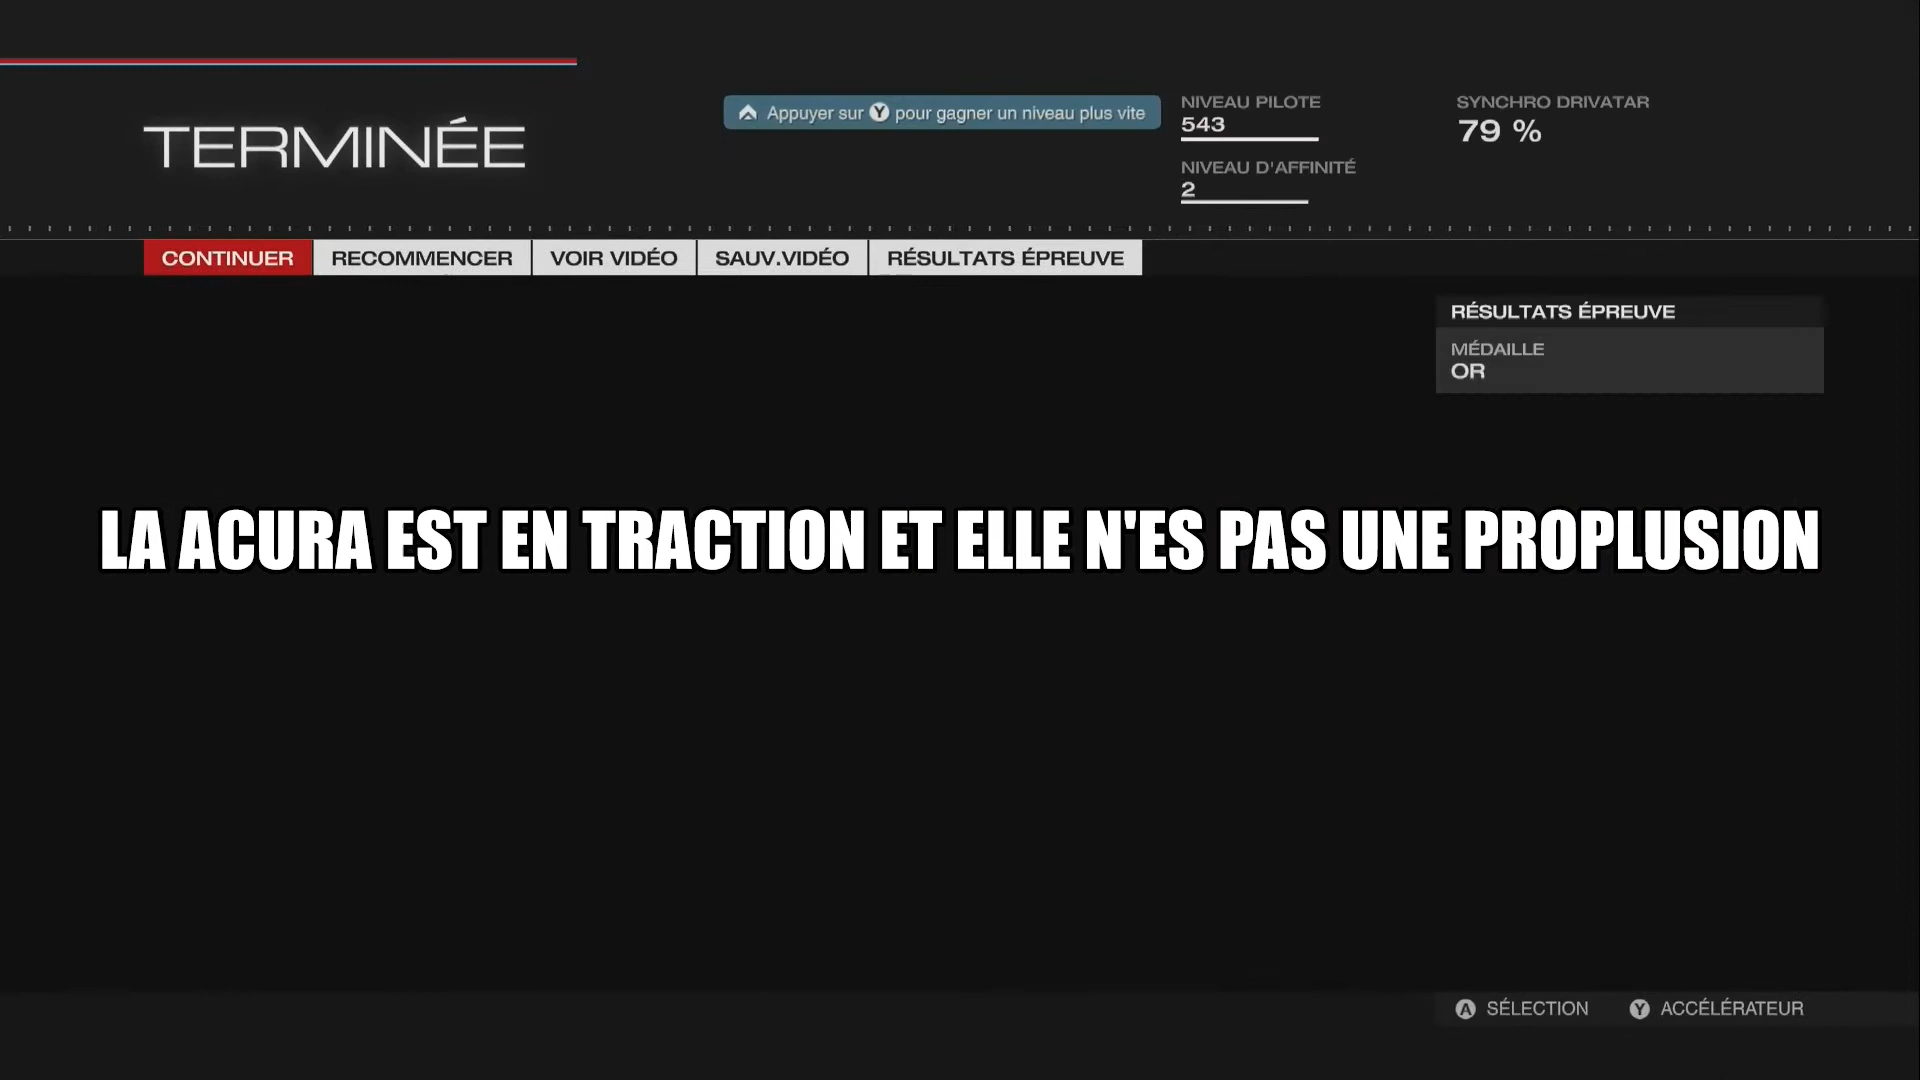 TERMINÉE
Appuyer sur Y pour gagner un niveau plus vite
NIVEAU PILOTE
543
NIVEAU D'AFFINITÉ
2
SYNCHRO DRIVATAR
79 %
CONTINUER
RECOMMENCER
VOIR VIDÉO
SAUV.VIDÉO
RÉSULTATS ÉPREUVE
RÉSULTATS ÉPREUVE
MÉDAILLE
OR
LA ACURA EST EN TRACTION ET ELLE N'ES PAS UNE PROPLUSION
A SÉLECTION
Y ACCÉLÉRATEUR